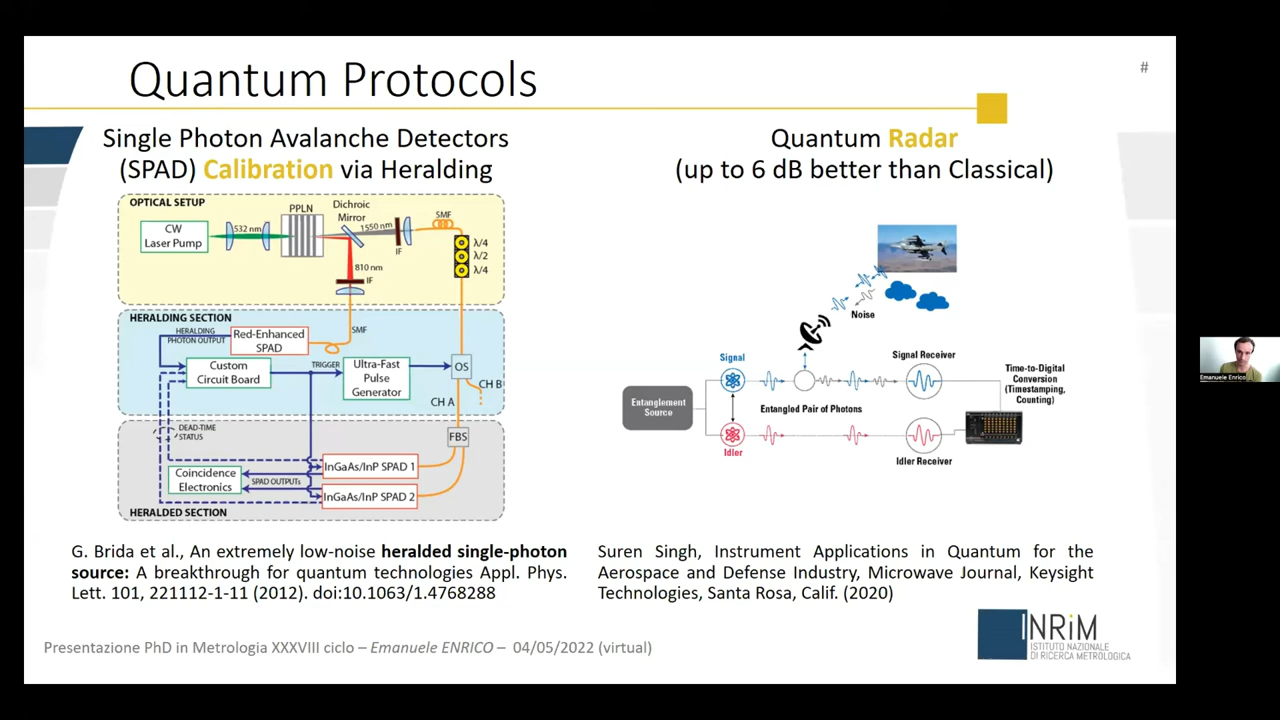 Quantum Protocols
#
Single Photon Avalanche Detectors
(SPAD) Calibration via Heralding
OPTICAL SETUP
CW
Laser Pump
532 nm
PPLN
Dichroic
Mirror
1550 nm
IF
SMF
λ/4
λ/2
λ/4
810 nm
IF
HERALDING SECTION
HERALDING
PHOTON OUTPUT
Red-Enhanced
SPAD
SMF
Custom
Circuit Board
TRIGGER
Ultra-Fast
Pulse
Generator
OS
CH B
CH A
DEAD-TIME
STATUS
FBS
Coincidence
Electronics
SPAD OUTPUTs
InGaAs/InP SPAD 1
InGaAs/InP SPAD 2
HERALDED SECTION
G. Brida et al., An extremely low-noise heralded single-photon
source: A breakthrough for quantum technologies Appl. Phys.
Lett. 101, 221112-1-11 (2012). doi:10.1063/1.4768288
Quantum Radar
(up to 6 dB better than Classical)
Noise
Signal
Signal Receiver
Time-to-Digital
Conversion
(Timestamping,
Counting)
Entanglement
Source
Entangled Pair of Photons
Idler
Idler Receiver
Suren Singh, Instrument Applications in Quantum for the
Aerospace and Defense Industry, Microwave Journal, Keysight
Technologies, Santa Rosa, Calif. (2020)
Presentazione PhD in Metrologia XXXVIII ciclo – Emanuele ENRICO – 04/05/2022 (virtual)
INRiM
ISTITUTO NAZIONALE
DI RICERCA METROLOGICA
Emanuele Enrico